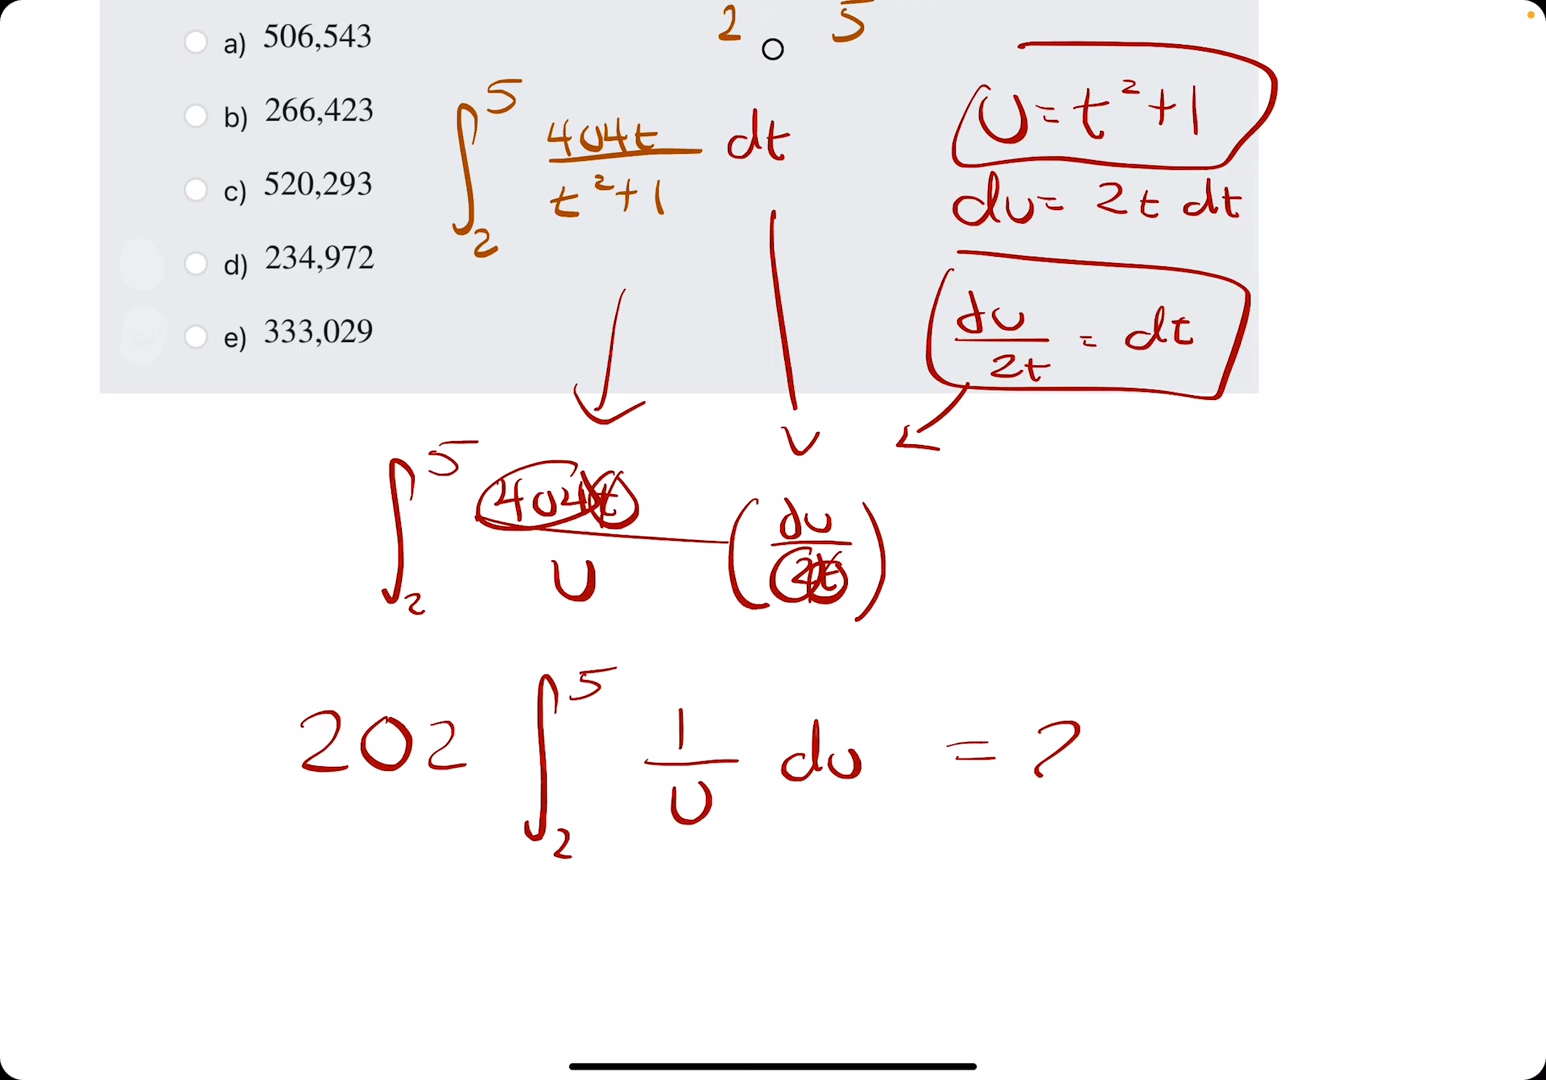 2 5
a) 506,543
b) 266,423
c) 520,293
d) 234,972
e) 333,029
∫₂⁵ 404t / t²+1 dt
U = t²+1
du = 2t dt
du / 2t = dt
∫₂⁵ 404t / U (du / 2t)
202 ∫₂⁵ 1 / U du = ?